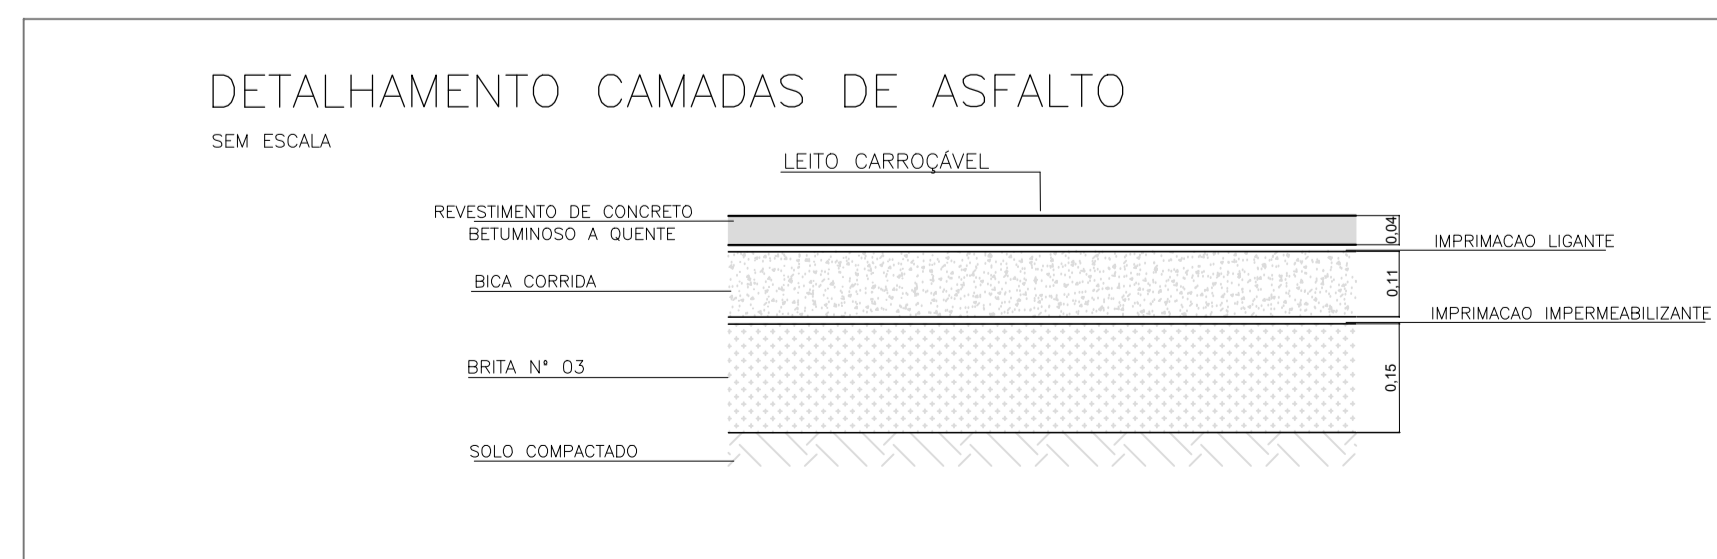 DETALHAMENTO CAMADAS DE ASFALTO
SEM ESCALA
LEITO CARROÇÁVEL
REVESTIMENTO DE CONCRETO
BETUMINOSO A QUENTE
0,04
IMPRIMACAO LIGANTE
BICA CORRIDA
0,11
IMPRIMACAO IMPERMEABILIZANTE
BRITA N° 03
0,15
SOLO COMPACTADO